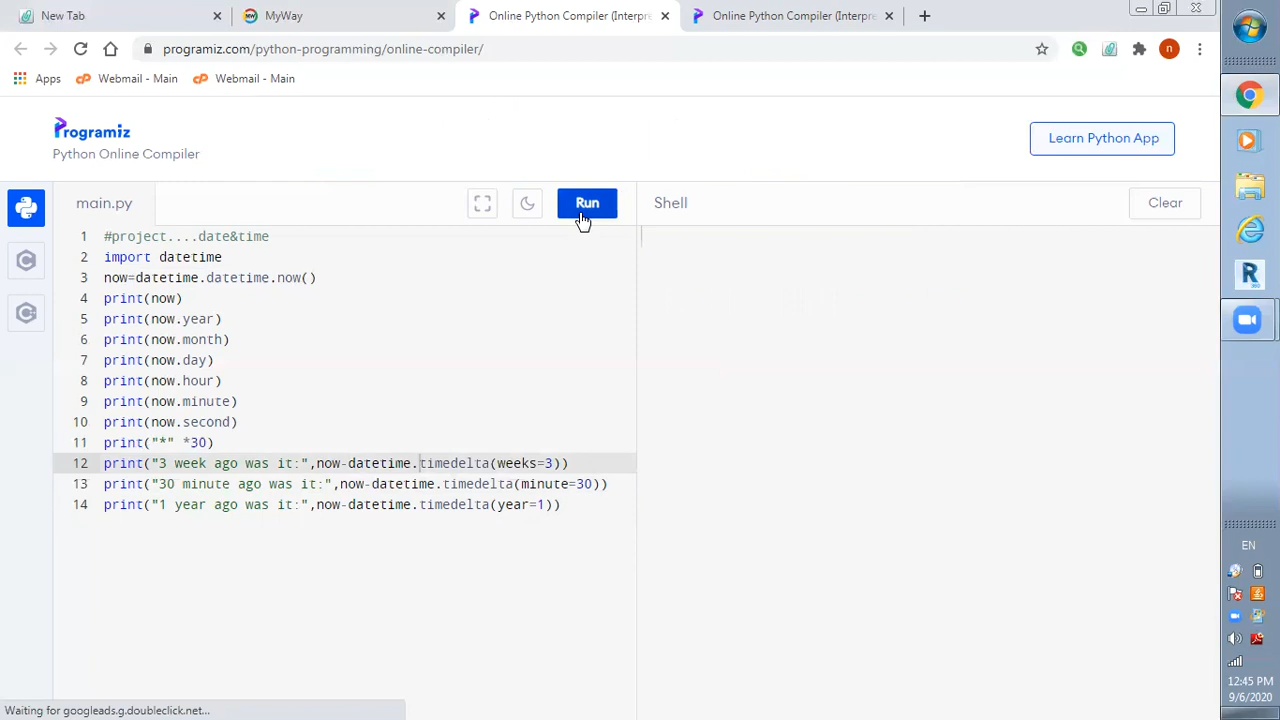 New Tab
MyWay
Online Python Compiler (Interpre
Online Python Compiler (Interpre
programiz.com/python-programming/online-compiler/
n
Apps
Webmail - Main
Webmail - Main
Programiz
Python Online Compiler
Learn Python App
main.py
Run
Shell
Clear
1 #project....date&time
2 import datetime
3 now=datetime.datetime.now()
4 print(now)
5 print(now.year)
6 print(now.month)
7 print(now.day)
8 print(now.hour)
9 print(now.minute)
10 print(now.second)
11 print("*" *30)
12 print("3 week ago was it:",now-datetime.timedelta(weeks=3))
13 print("30 minute ago was it:",now-datetime.timedelta(minute=30))
14 print("1 year ago was it:",now-datetime.timedelta(year=1))
Waiting for googleads.g.doubleclick.net...
R
360
EN
12:45 PM
9/6/2020